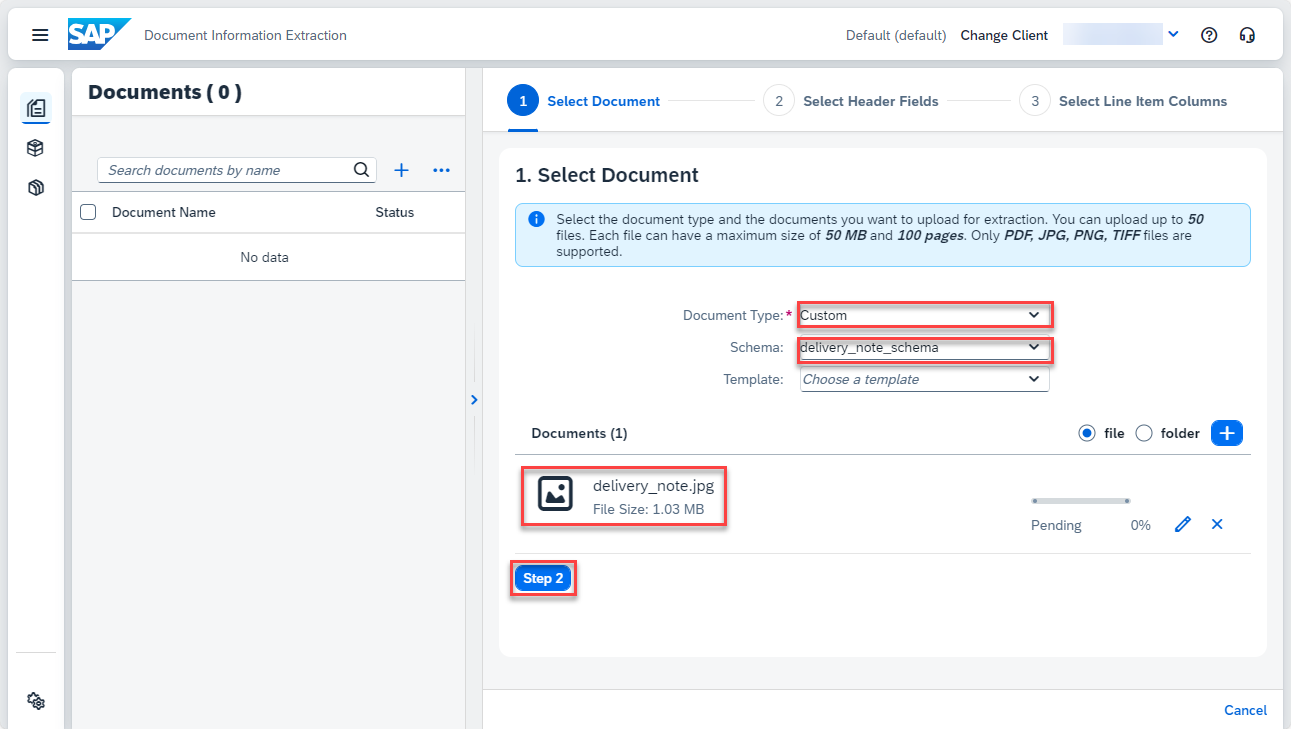 SAP Document Information Extraction Default (default) Change Client
Documents ( 0 )
Search documents by name
Document Name Status
No data
1 Select Document 2 Select Header Fields 3 Select Line Item Columns
1. Select Document
Select the document type and the documents you want to upload for extraction. You can upload up to 50
files. Each file can have a maximum size of 50 MB and 100 pages. Only PDF, JPG, PNG, TIFF files are
supported.
Document Type:* Custom
Schema: delivery_note_schema
Template: Choose a template
Documents (1) file folder
delivery_note.jpg
File Size: 1.03 MB
Pending 0%
Step 2
Cancel